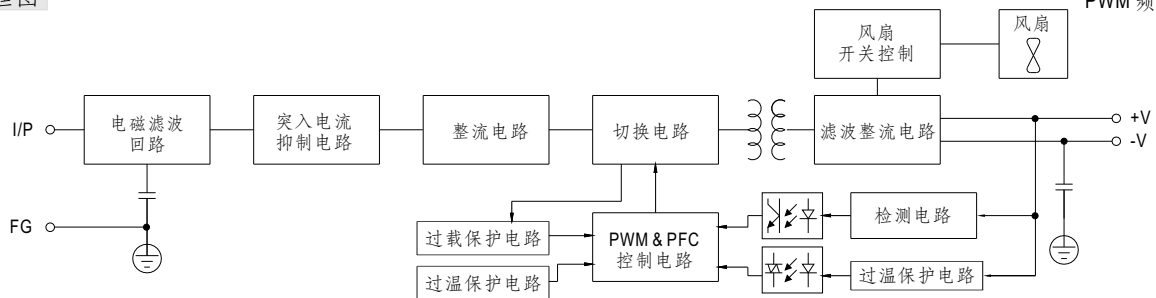 PWM 频
风扇
开关控制
风扇
I/P
电磁滤波
回路
突入电流
抑制电路
整流电路
切换电路
滤波整流电路
+V
-V
FG
过载保护电路
过温保护电路
PWM & PFC
控制电路
检测电路
过温保护电路